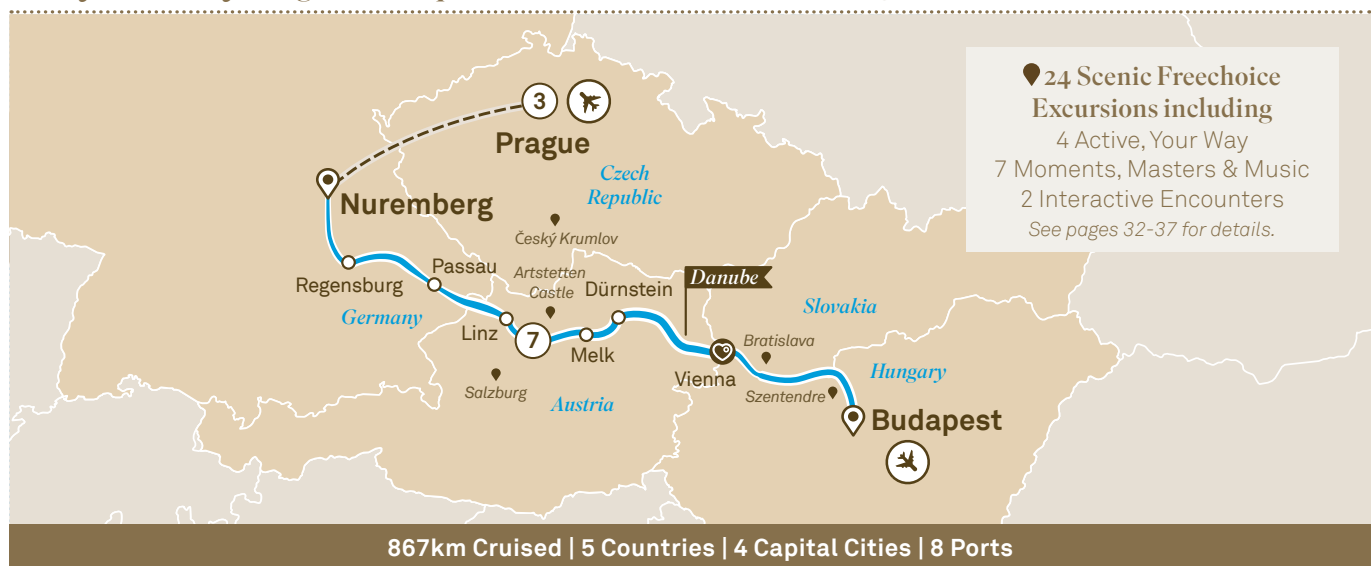 24 Scenic Freechoice
Excursions including
4 Active, Your Way
7 Moments, Masters & Music
2 Interactive Encounters
See pages 32-37 for details.
3
Prague
Czech
Republic
Nuremberg
Český Krumlov
Regensburg
Passau
Artstetten
Castle
Dürnstein
Danube
Germany
Linz
7
Melk
Slovakia
Bratislava
Vienna
Salzburg
Austria
Szentendre
Hungary
Budapest
867km Cruised | 5 Countries | 4 Capital Cities | 8 Ports